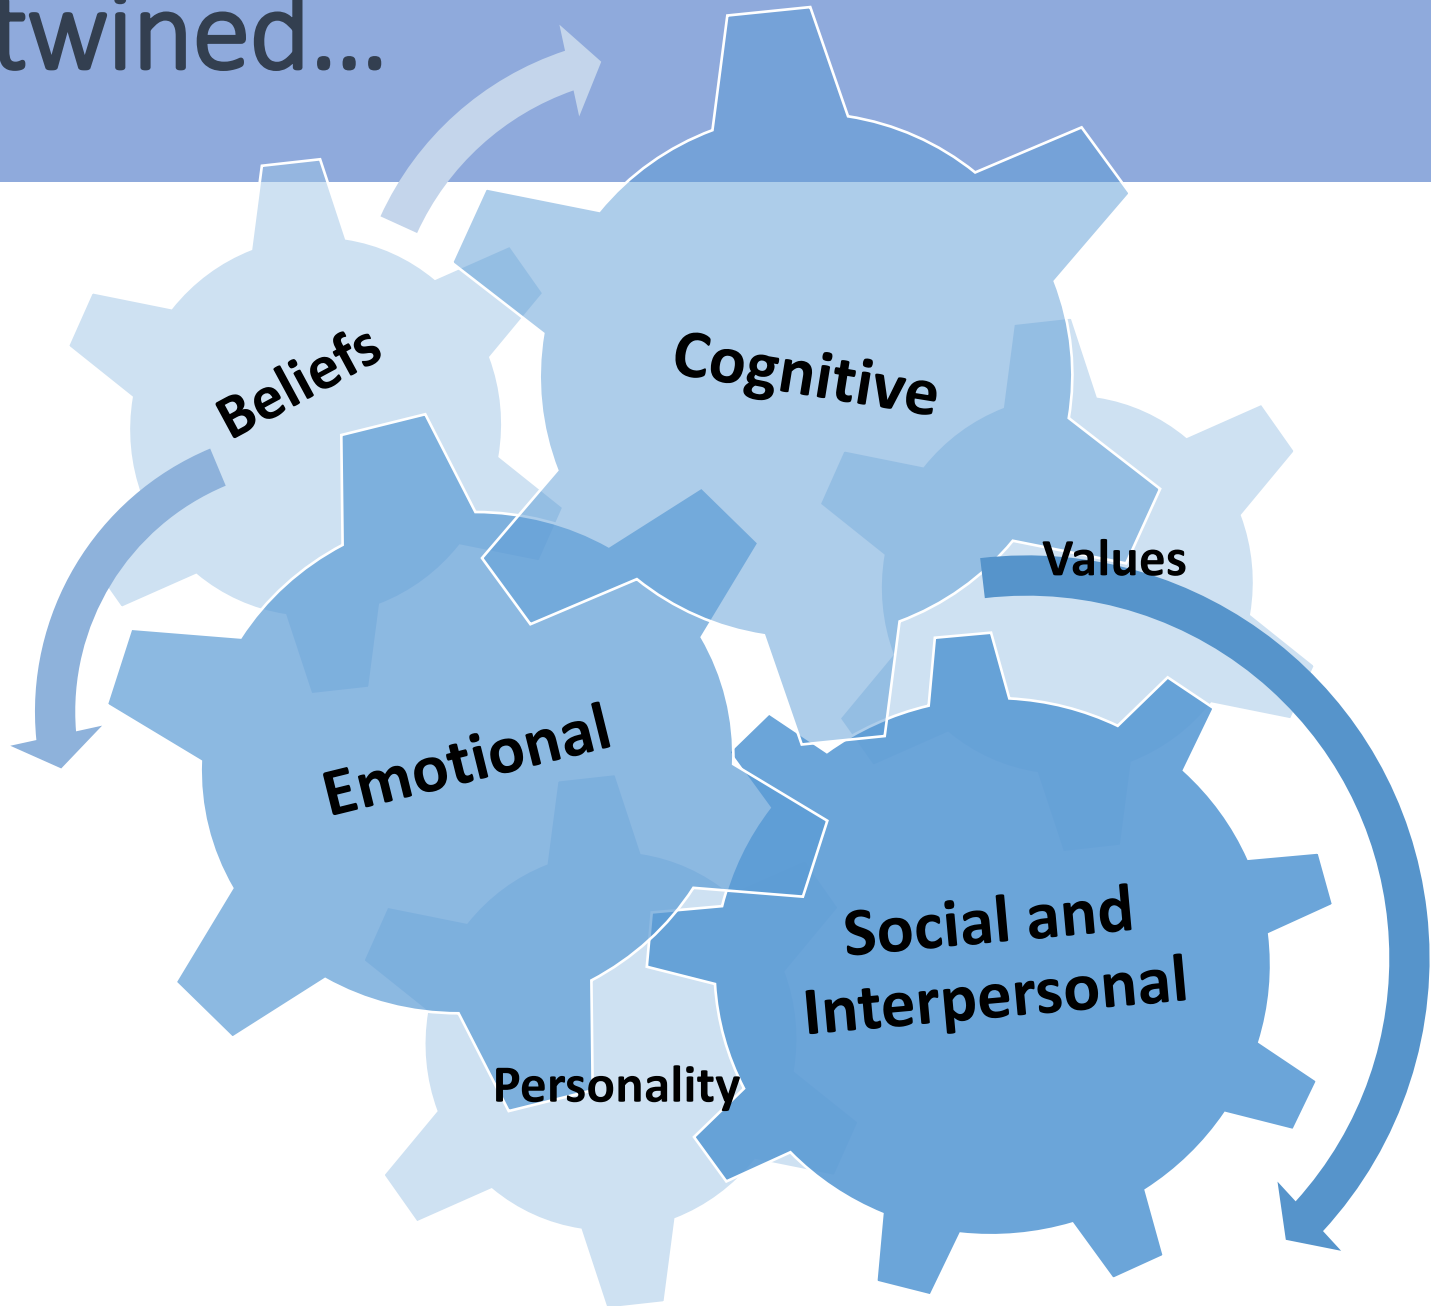 twined...
Beliefs
Cognitive
Values
Emotional
Social and
Interpersonal
Personality